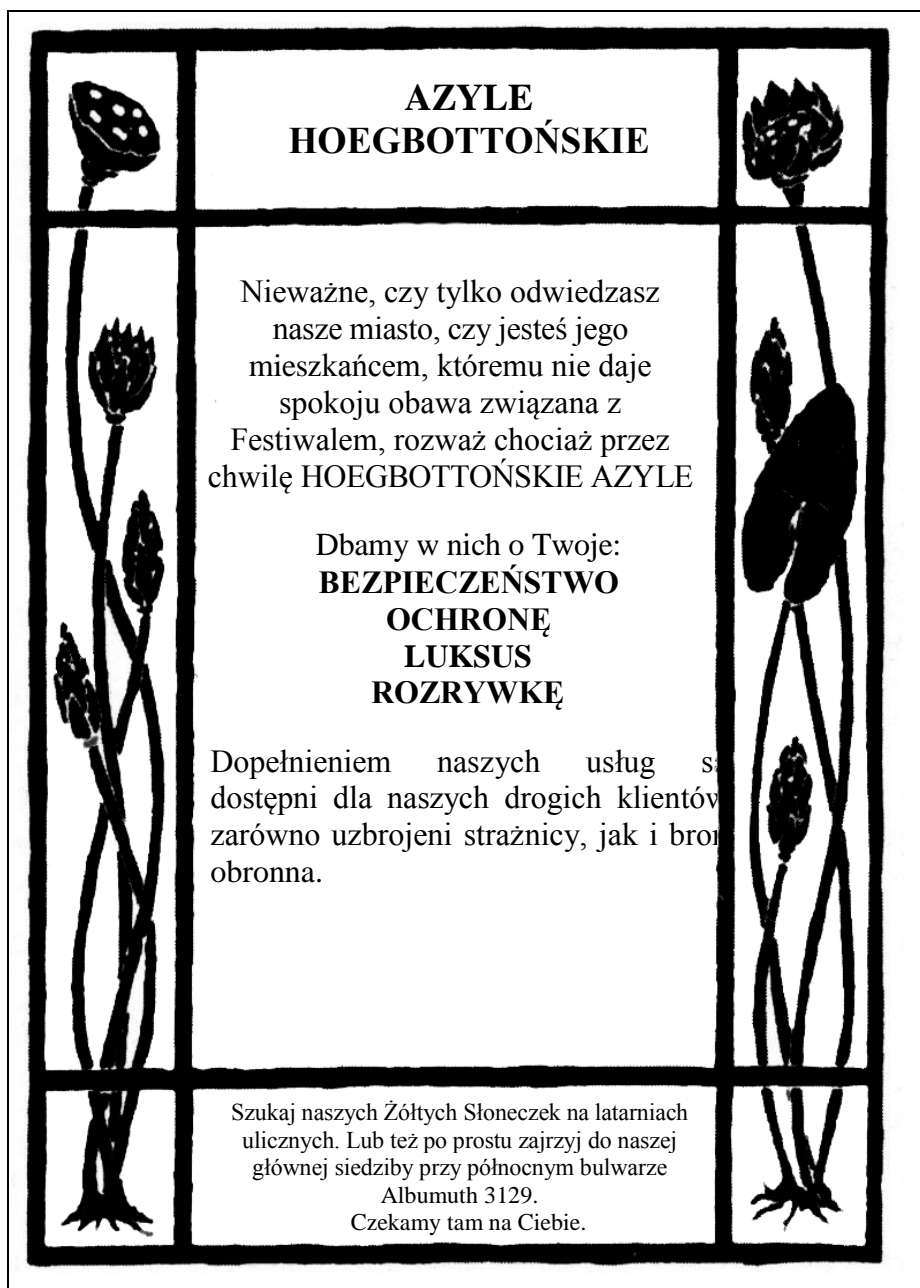 AZYLE
HOEGBOTTOŃSKIE
Nieważne, czy tylko odwiedzasz
nasze miasto, czy jesteś jego
mieszkańcem, któremu nie daje
spokoju obawa związana z
Festiwalem, rozważ chociaż przez
chwilę HOEGBOTTOŃSKIE AZYLE
Dbamy w nich o Twoje:
BEZPIECZEŃSTWO
OCHRONĘ
LUKSUS
ROZRYWKĘ
Dopełnieniem naszych usług
dostępni dla naszych drogich klientów
zarówno uzbrojeni strażnicy, jak i
obronna.
Szukaj naszych Żółtych Słoneczek na latarniach
ulicznych. Lub też po prostu zajrzyj do naszej
głównej siedziby przy północnym bulwarze
Albumuth 3129.
Czekamy tam na Ciebie.